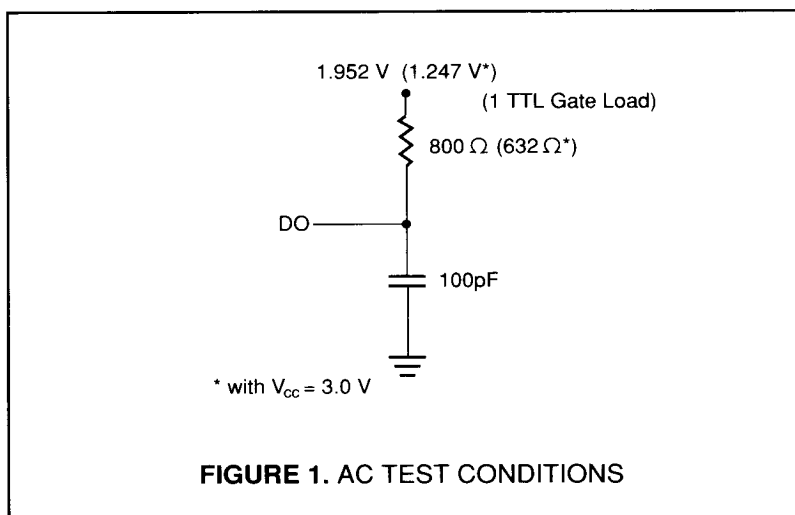 1.952 V (1.247 V*)
(1 TTL Gate Load)
800 Ω (632 Ω*)
DO
100pF
* with Vcc = 3.0 V
FIGURE 1. AC TEST CONDITIONS